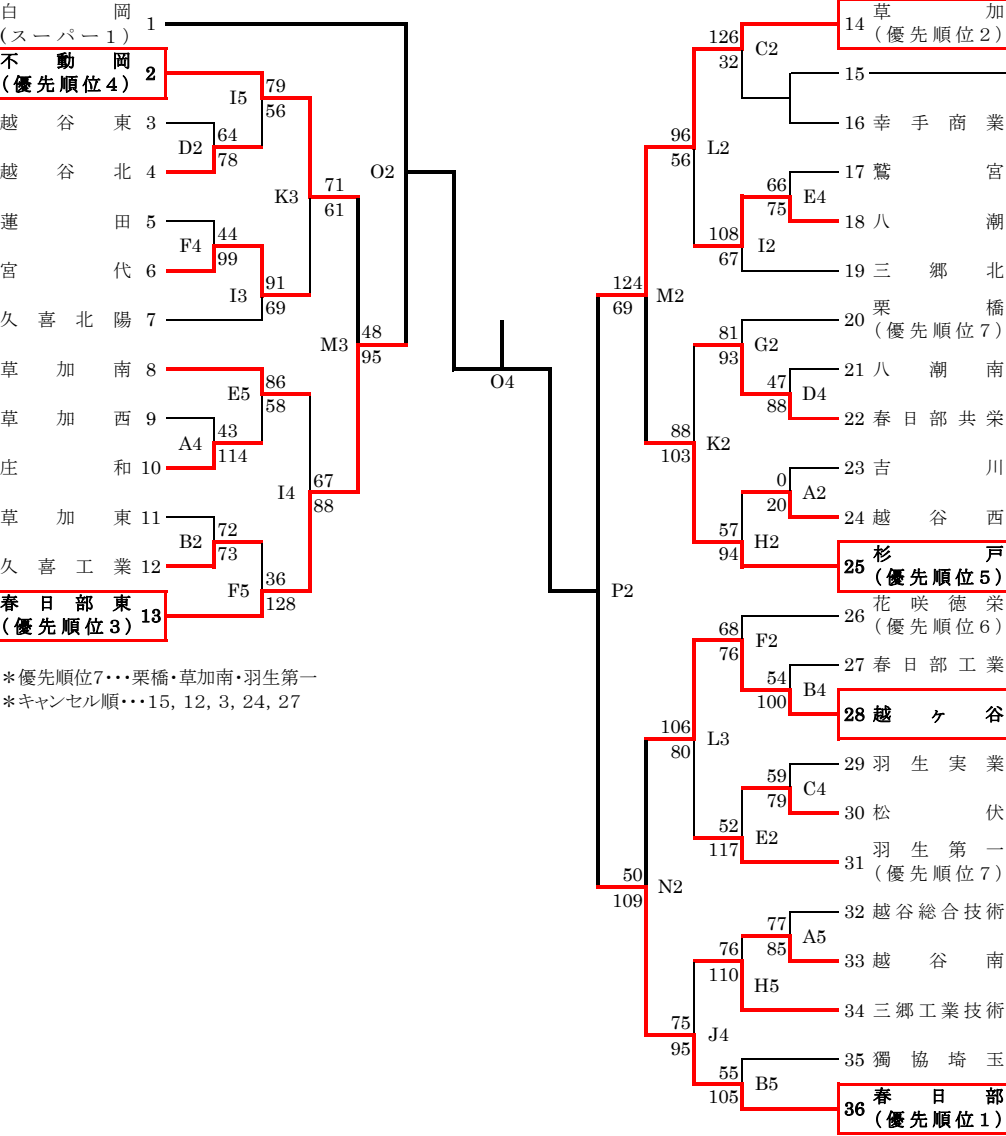 白岡
(スーパー1) 1
不動岡
(優先順位4) 2
越谷東 3
越谷北 4
蓮田 5
宮代 6
久喜北陽 7
草加南 8
草加西 9
庄和 10
草加東 11
久喜工業 12
春日部東
(優先順位3) 13
D2
64
78
I5
79
56
F4
44
99
I3
91
69
K3
71
61
A4
43
114
E5
86
58
B2
72
73
F5
36
128
I4
67
88
M3
48
95
O2
O4
P2
14 草加
(優先順位2)
15
16 幸手商業
17 鷲宮
18 八潮
19 三郷北
20 栗橋
(優先順位7)
21 八潮南
22 春日部共栄
23 吉川
24 越谷西
25 杉戸
(優先順位5)
26 花咲徳栄
(優先順位6)
27 春日部工業
28 越ヶ谷
29 羽生実業
30 松伏
31 羽生第一
(優先順位7)
32 越谷総合技術
33 越谷南
34 三郷工業技術
35 獨協埼玉
36 春日部
(優先順位1)
126
32
C2
96
56
L2
66
75
E4
108
67
I2
124
69
M2
81
93
G2
47
88
D4
88
103
K2
0
20
A2
57
94
H2
68
76
F2
54
100
B4
106
80
L3
59
79
C4
52
117
E2
50
109
N2
77
85
A5
76
110
H5
75
95
J4
55
105
B5
＊優先順位7・・・栗橋・草加南・羽生第一
＊キャンセル順・・・15, 12, 3, 24, 27